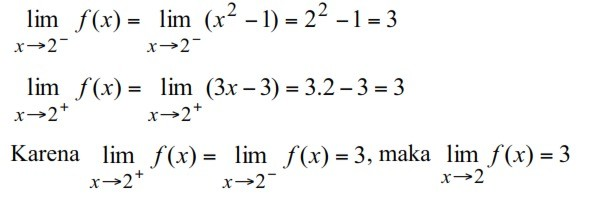 lim f(x) = lim (x² – 1) = 2² – 1 = 3
x→2⁻ x→2⁻
lim f(x) = lim (3x – 3) = 3.2 – 3 = 3
x→2⁺ x→2⁺
Karena lim f(x) = lim f(x) = 3, maka lim f(x) = 3
x→2⁺ x→2⁻ x→2